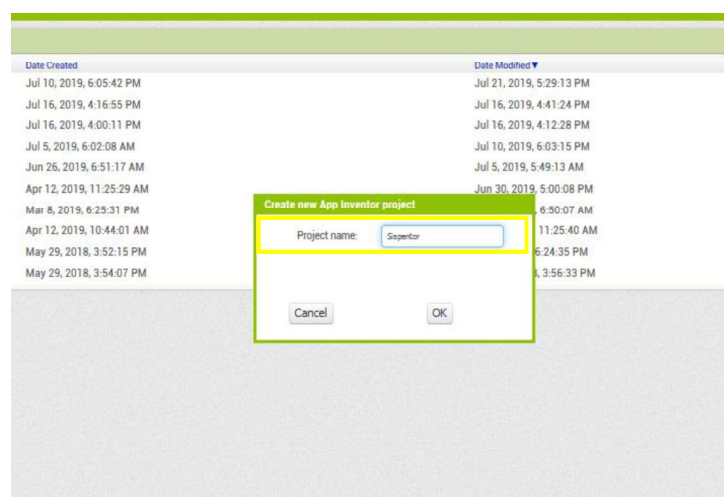 Date Created Date Modified▼
Jul 10, 2019, 6:05:42 PM Jul 21, 2019, 5:29:13 PM
Jul 16, 2019, 4:16:55 PM Jul 16, 2019, 4:41:24 PM
Jul 16, 2019, 4:00:11 PM Jul 16, 2019, 4:12:28 PM
Jul 5, 2019, 6:02:08 AM Jul 10, 2019, 6:03:15 PM
Jun 26, 2019, 6:51:17 AM Jul 5, 2019, 5:49:13 AM
Apr 12, 2019, 11:25:29 AM Jun 30, 2019, 5:00:08 PM
Mar 8, 2019, 6:25:31 PM Create new App Inventor project 6:50:07 AM
Apr 12, 2019, 10:44:01 AM Project name: Sispentor 11:25:40 AM
May 29, 2018, 3:52:15 PM 6:24:35 PM
May 29, 2018, 3:54:07 PM 3:56:33 PM
Cancel OK